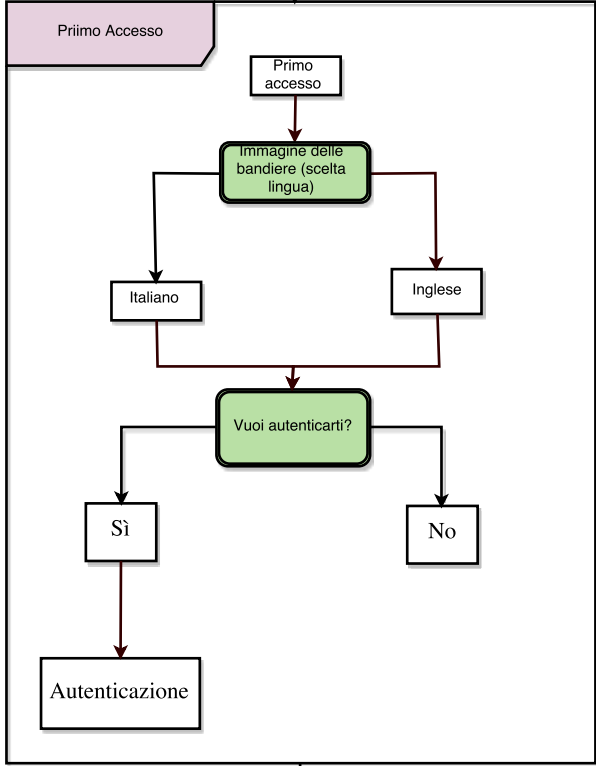 Priimo Accesso
Primo
accesso
Immagine delle
bandiere (scelta
lingua)
Italiano
Inglese
Vuoi autenticarti?
Sì
No
Autenticazione